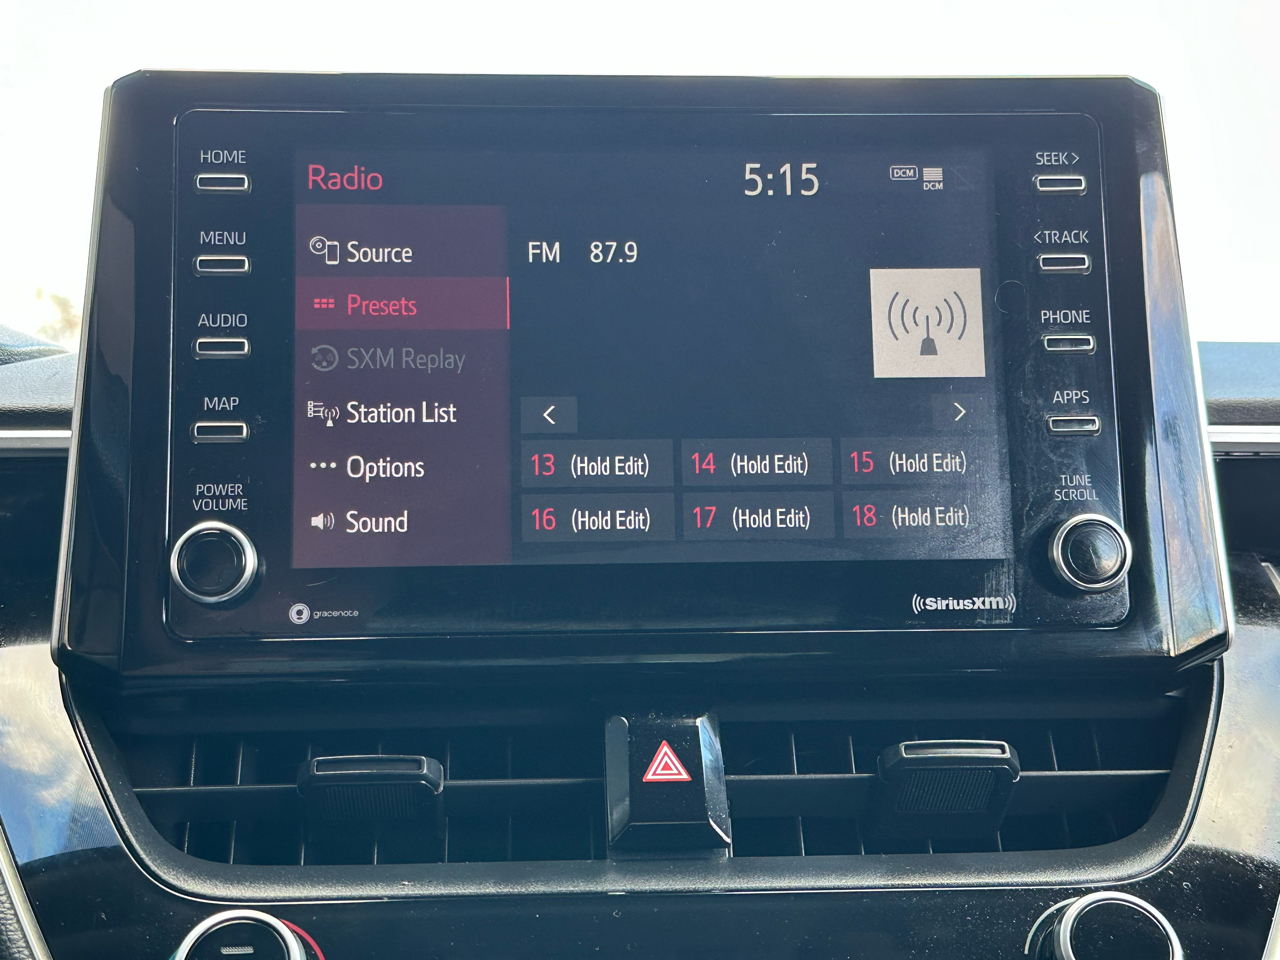 HOME
MENU
AUDIO
MAP
POWER
VOLUME
Radio
5:15
DCM
DCM
Source
Presets
SXM Replay
Station List
Options
Sound
FM 87.9
<
>
13 (Hold Edit)
14 (Hold Edit)
15 (Hold Edit)
16 (Hold Edit)
17 (Hold Edit)
18 (Hold Edit)
SEEK >
< TRACK
PHONE
APPS
TUNE
SCROLL
gracenote
((SiriusXM))